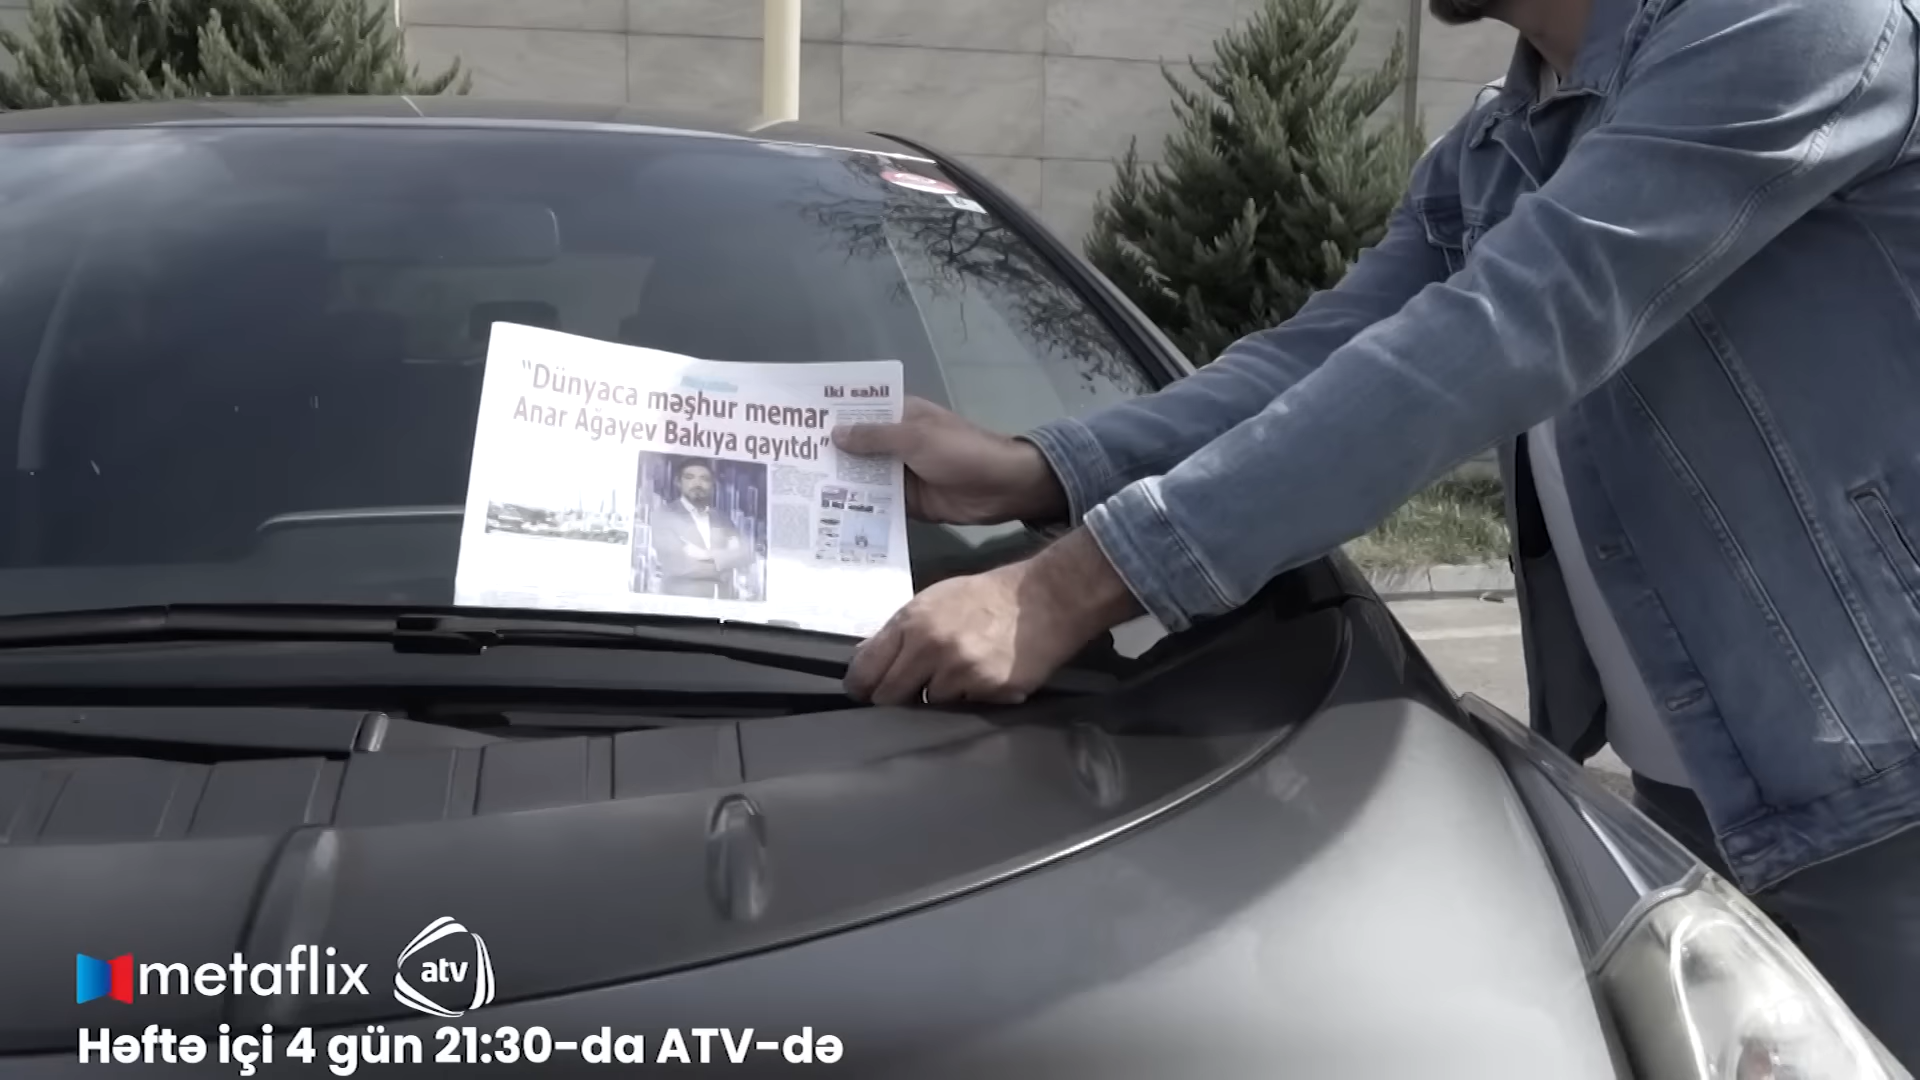 "Dünyaca məşhur memar
Anar Ağayev Bakıya qayıtdı"
iki sahil
metaflix
atv
Həftə içi 4 gün 21:30-da ATV-də